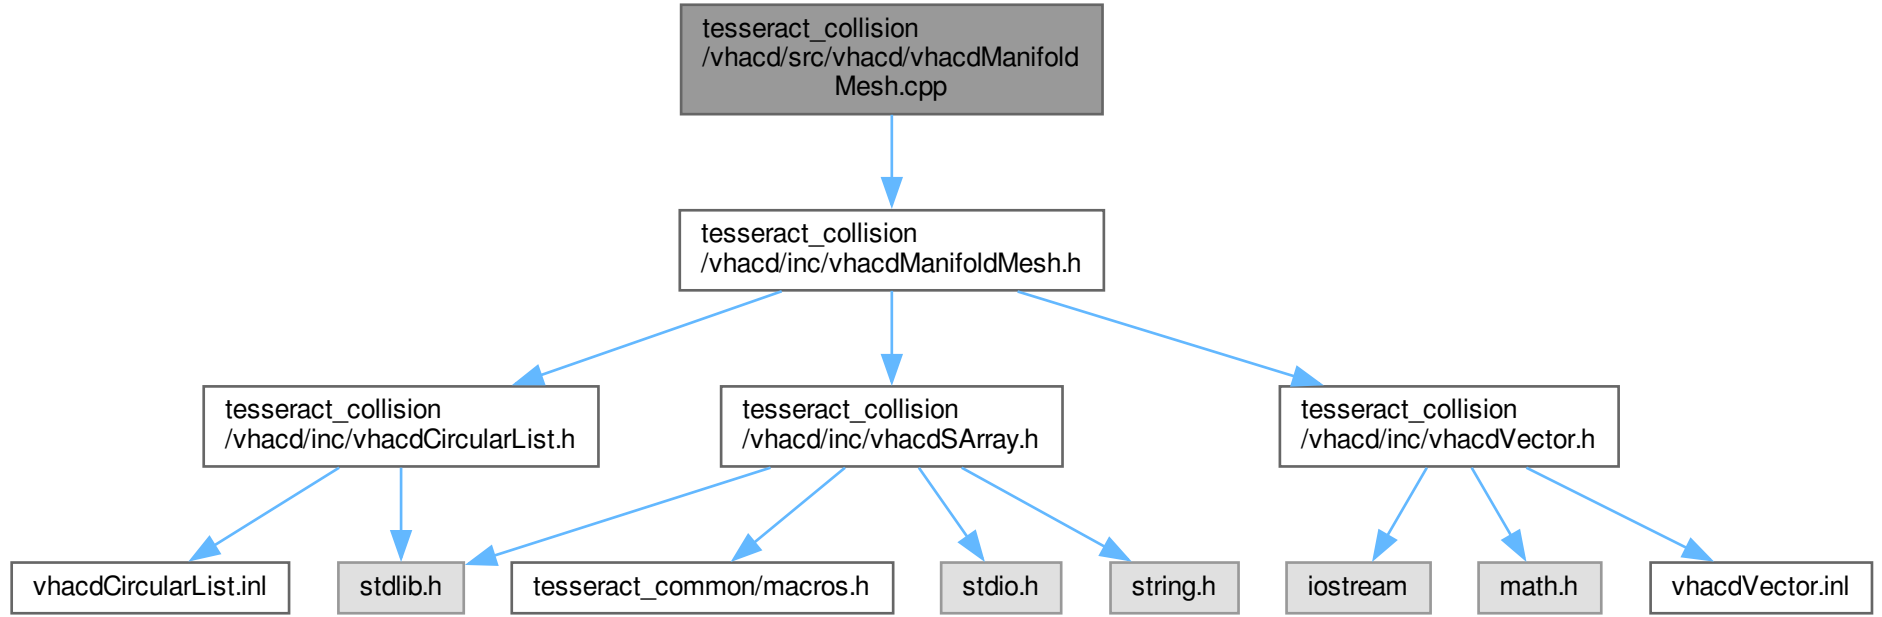 tesseract_collision
/vhacd/src/vhacd/vhacdManifold
Mesh.cpp
tesseract_collision
/vhacd/inc/vhacdManifoldMesh.h
tesseract_collision
/vhacd/inc/vhacdCircularList.h
tesseract_collision
/vhacd/inc/vhacdSArray.h
tesseract_collision
/vhacd/inc/vhacdVector.h
vhacdCircularList.inl
stdlib.h
tesseract_common/macros.h
stdio.h
string.h
iostream
math.h
vhacdVector.inl